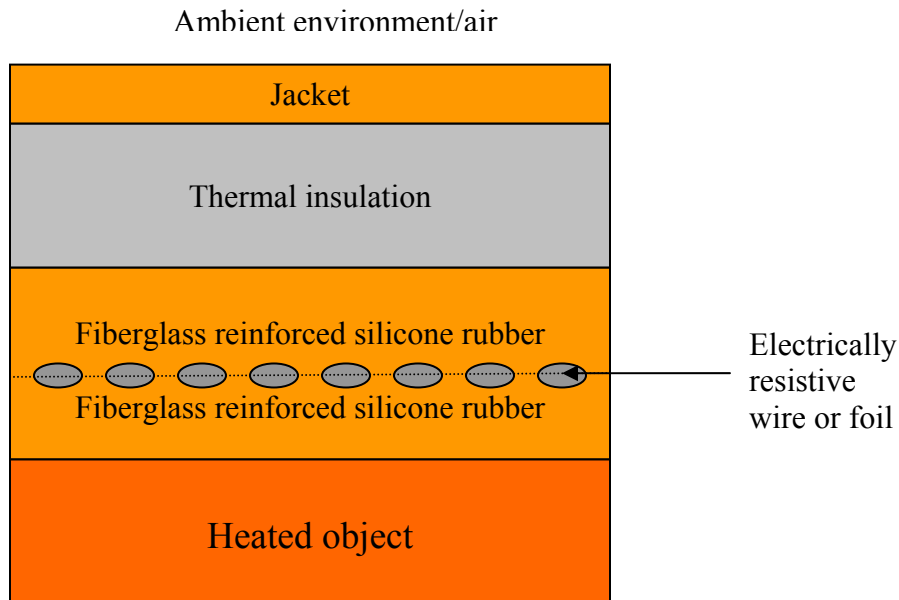 Ambient environment/air
Jacket
Thermal insulation
Fiberglass reinforced silicone rubber
Fiberglass reinforced silicone rubber
Electrically
resistive
wire or foil
Heated object